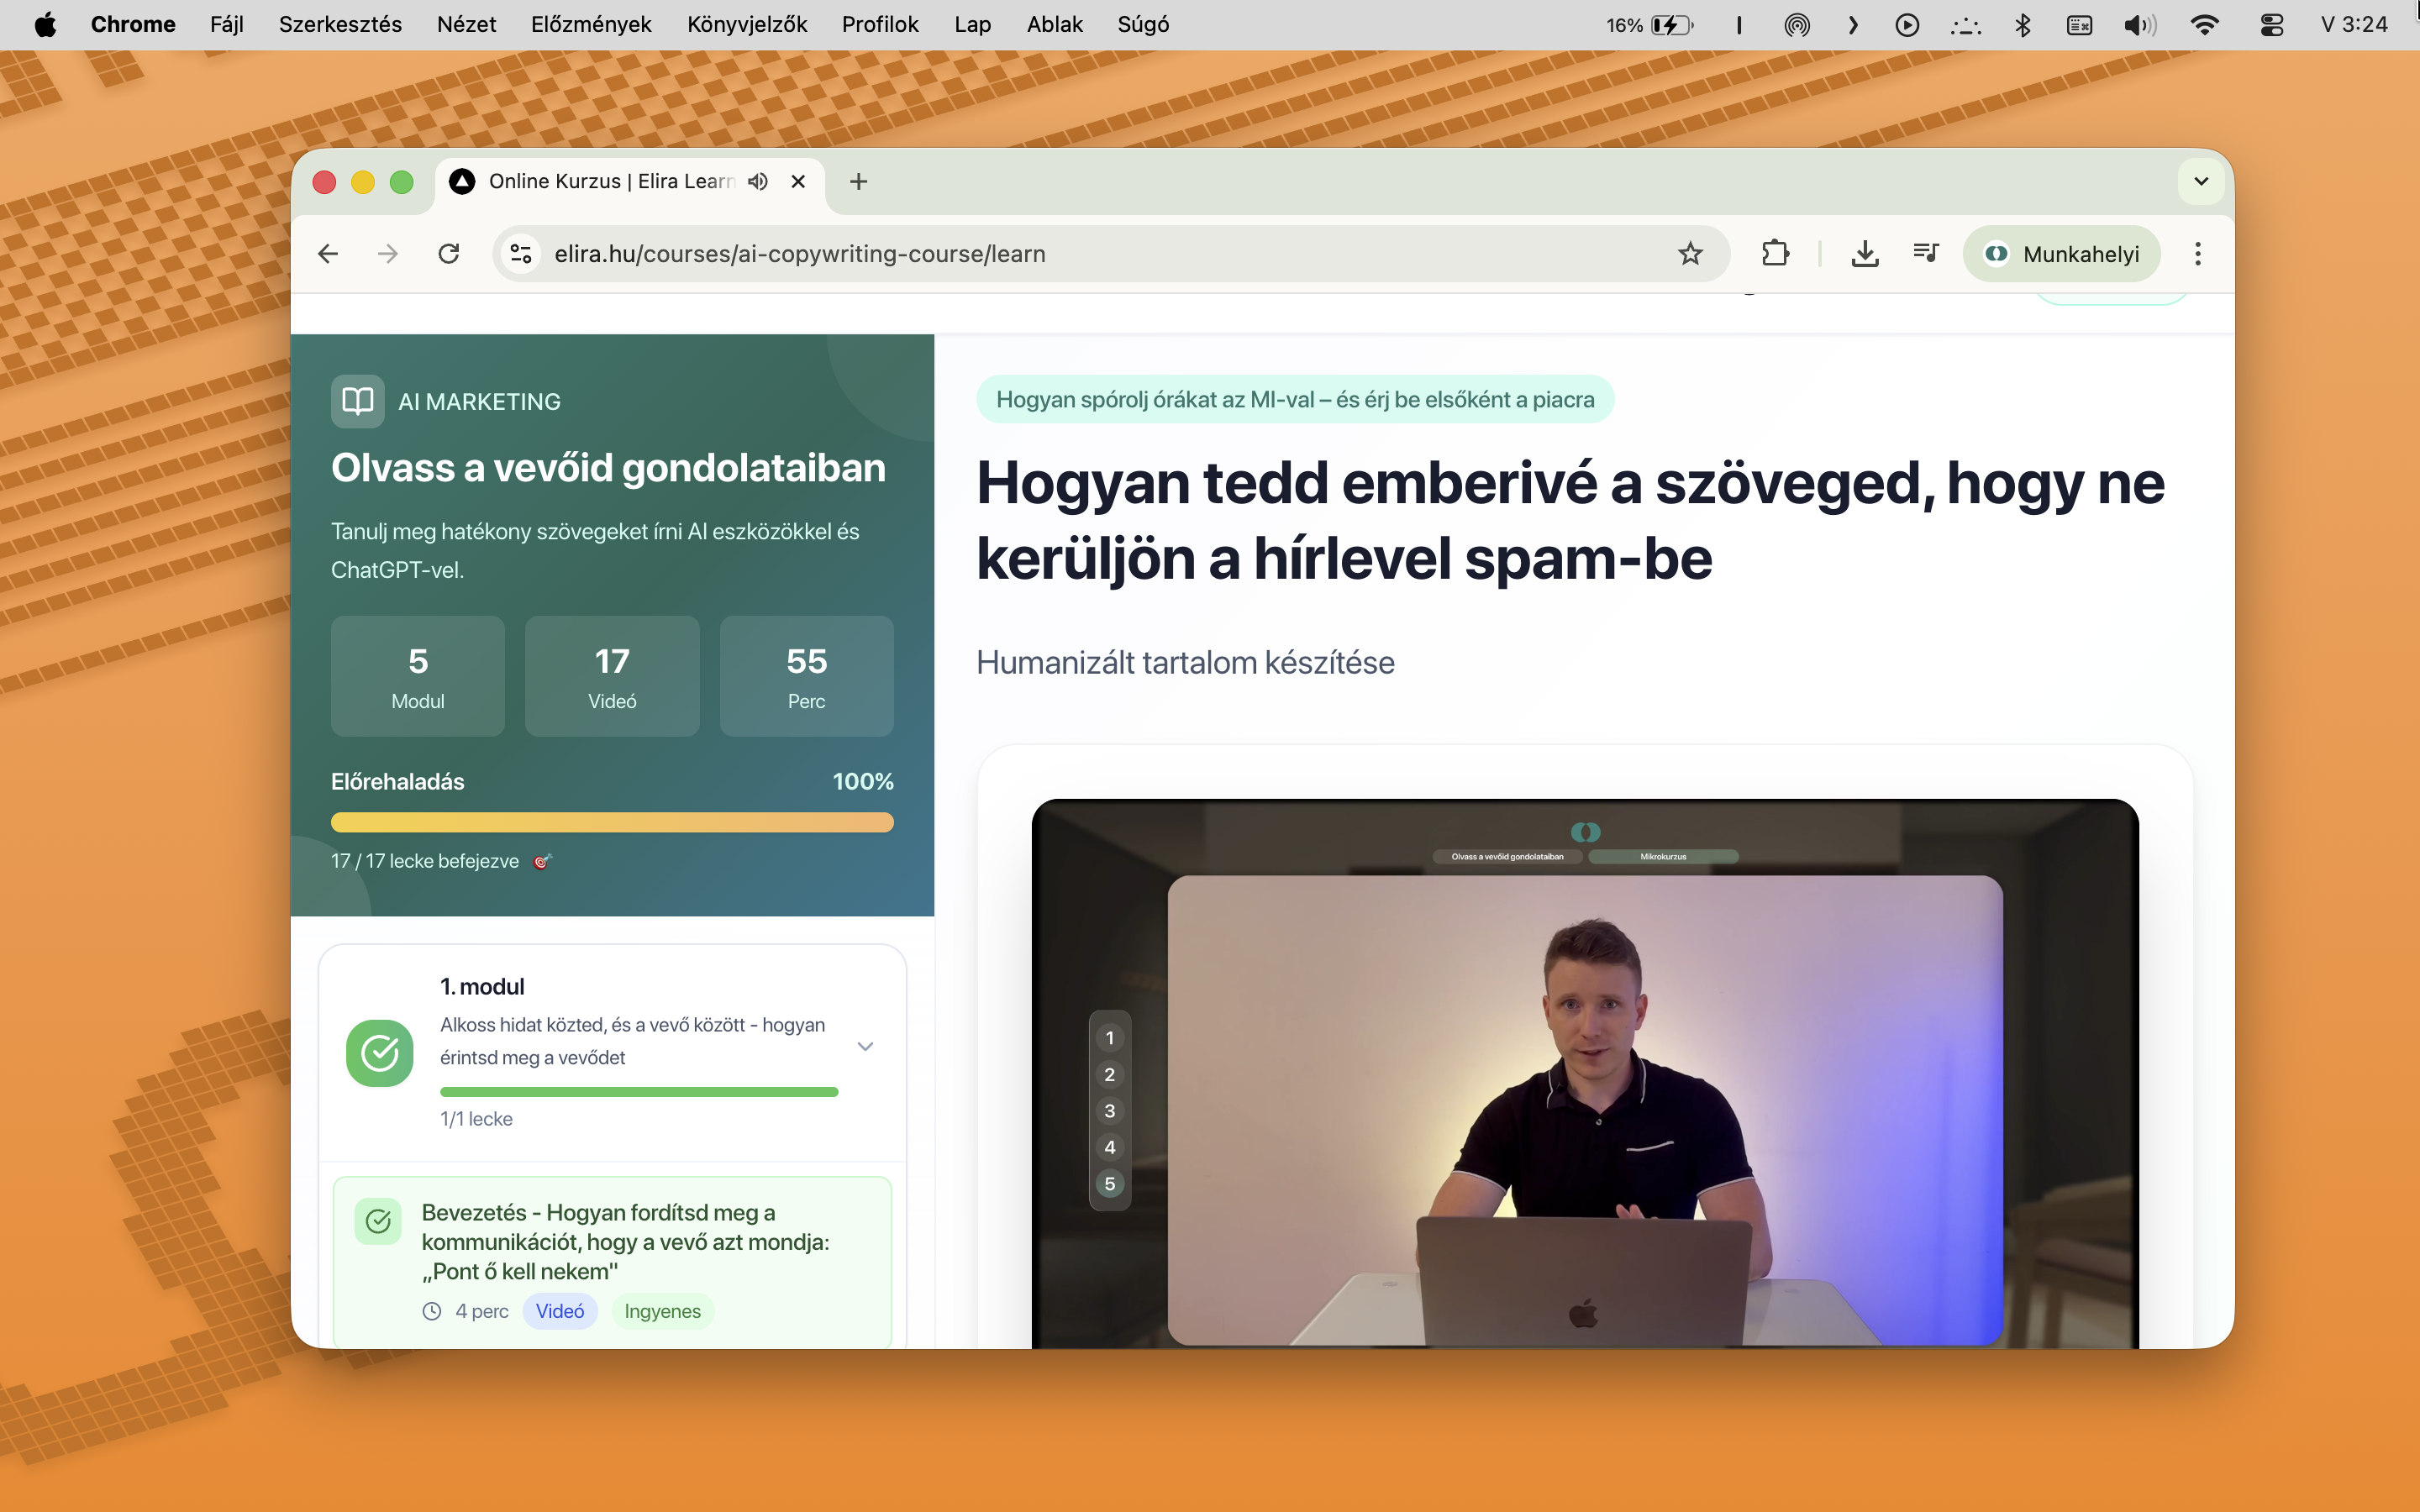 Chrome Fájl Szerkesztés Nézet Előzmények Könyvjelzők Profilok Lap Ablak Súgó 16% V 3:24
Online Kurzus | Elira Learn
elira.hu/courses/ai-copywriting-course/learn
Munkahelyi
AI MARKETING
Olvass a vevőid gondolataiban
Tanulj meg hatékony szövegeket írni AI eszközökkel és
ChatGPT-vel.
5
Modul
17
Videó
55
Perc
Előrehaladás 100%
17 / 17 lecke befejezve
1. modul
Alkoss hidat közted, és a vevő között - hogyan
érintsd meg a vevődet
1/1 lecke
Bevezetés - Hogyan fordítsd meg a
kommunikációt, hogy a vevő azt mondja:
„Pont ő kell nekem"
4 perc Videó Ingyenes
Hogyan spórolj órákat az MI-val – és érj be elsőként a piacra
Hogyan tedd emberivé a szöveged, hogy ne
kerüljön a hírlevel spam-be
Humanizált tartalom készítése
Olvass a vevőid gondolataiban Mikrokurzus
1
2
3
4
5